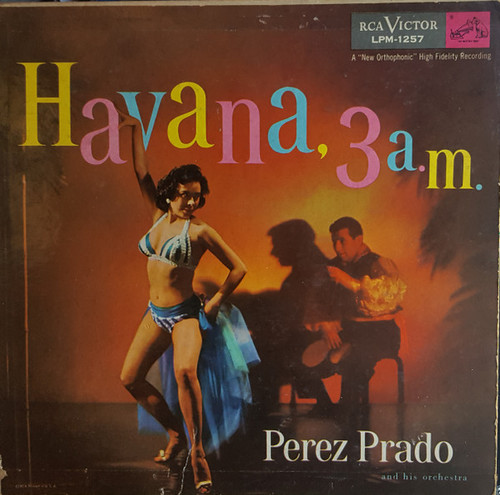 RCA VICTOR
LPM-1257
A "New Orthophonic" High Fidelity Recording
Havana, 3 a.m.
Perez Prado
and his orchestra